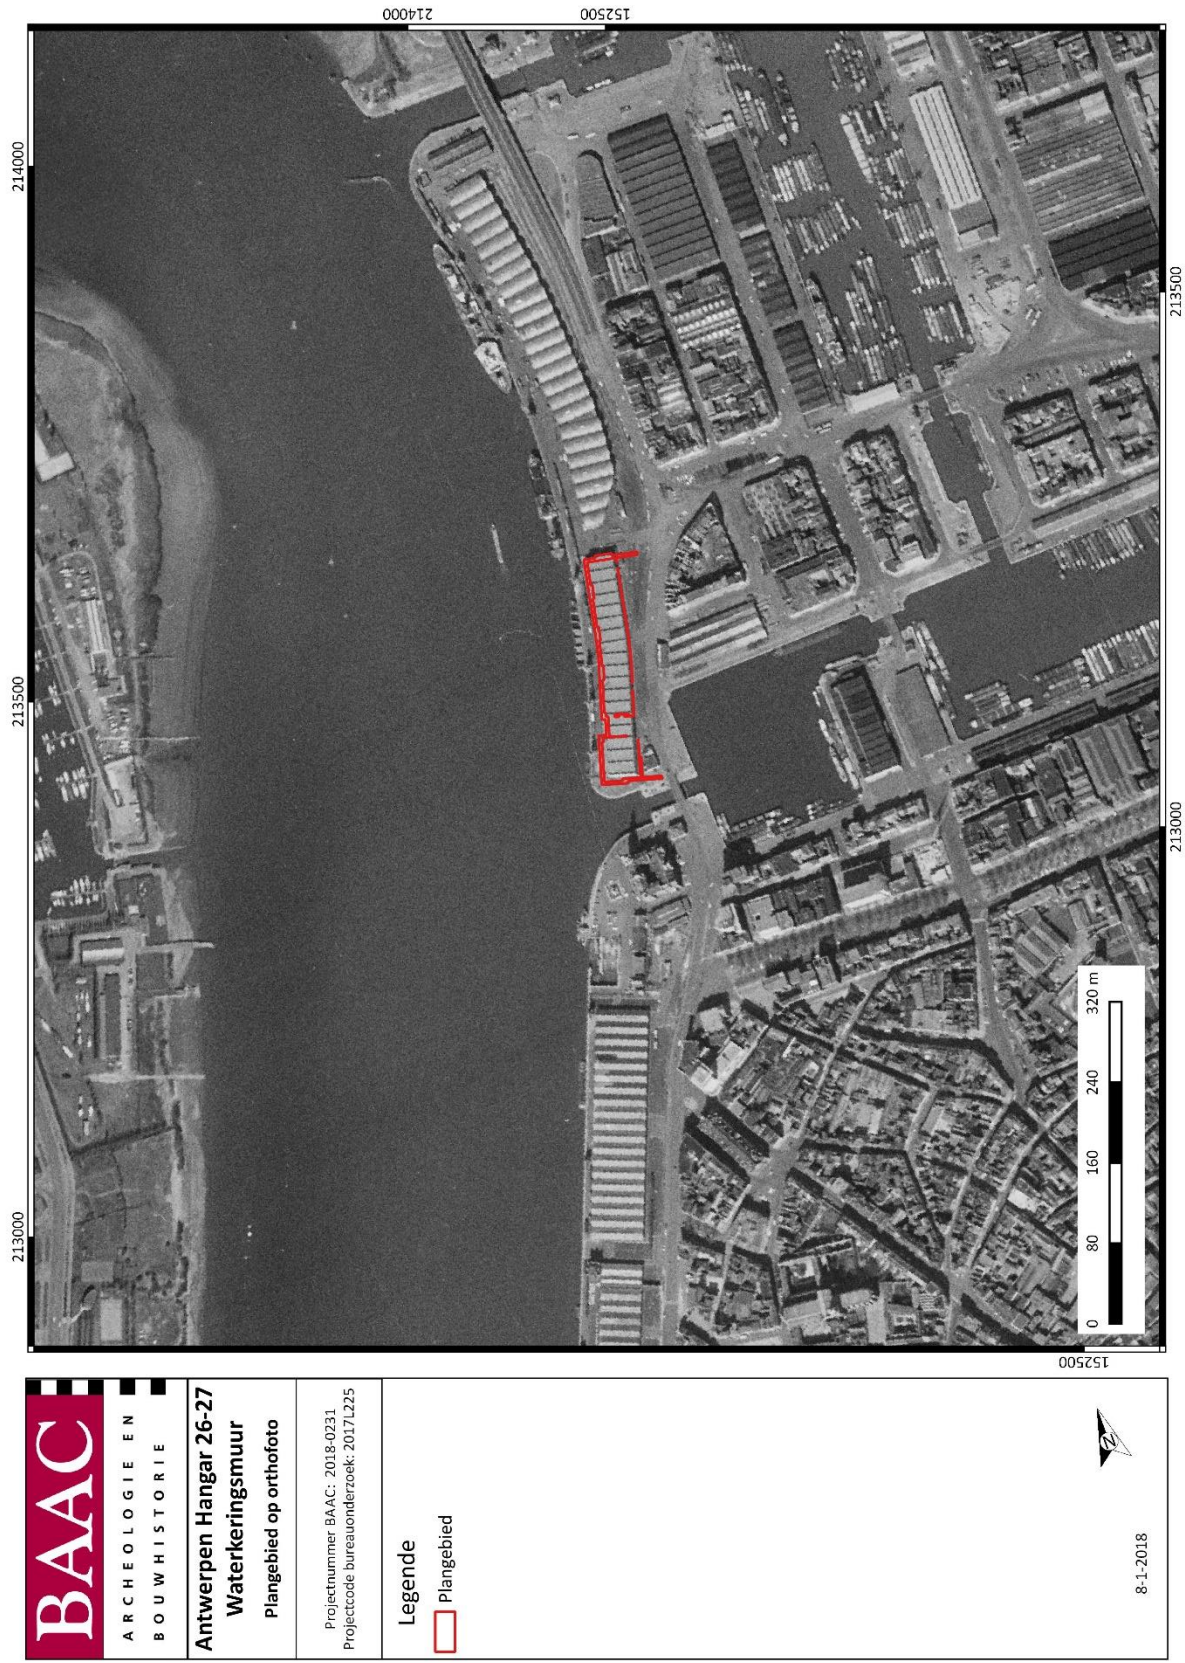 BAAC
ARCHEOLOGIE EN
BOUWHISTORIE
Antwerpen Hangar 26-27
Waterkeringsmuur
Plangebied op orthofoto
Projectnummer BAAC: 2018-0231
Projectcode bureauonderzoek: 2017L225
Legende
Plangebied
N
8-1-2018
213000
213500
214000
214000
152500
152500
213000
213500
0
80
160
240
320 m